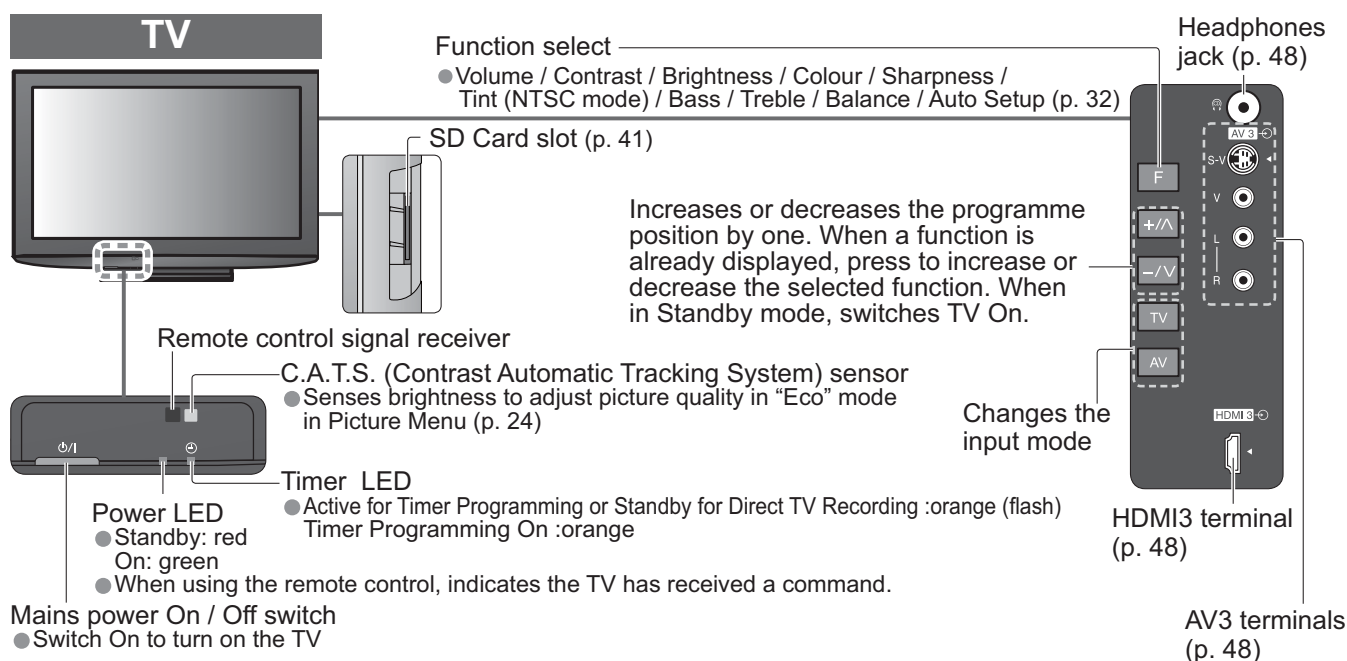 TV
Function select
Volume / Contrast / Brightness / Colour / Sharpness /
Tint (NTSC mode) / Bass / Treble / Balance / Auto Setup (p. 32)
SD Card slot (p. 41)
Headphones
jack (p. 48)
Increases or decreases the programme
position by one. When a function is
already displayed, press to increase or
decrease the selected function. When
in Standby mode, switches TV On.
Changes the
input mode
AV 3
S-V
V
L
R
F
+/∧
−/∨
TV
AV
HDMI 3
HDMI3 terminal
(p. 48)
AV3 terminals
(p. 48)
Remote control signal receiver
C.A.T.S. (Contrast Automatic Tracking System) sensor
Senses brightness to adjust picture quality in “Eco” mode
in Picture Menu (p. 24)
Timer LED
Active for Timer Programming or Standby for Direct TV Recording :orange (flash)
Timer Programming On :orange
Power LED
Standby: red
On: green
When using the remote control, indicates the TV has received a command.
Mains power On / Off switch
Switch On to turn on the TV